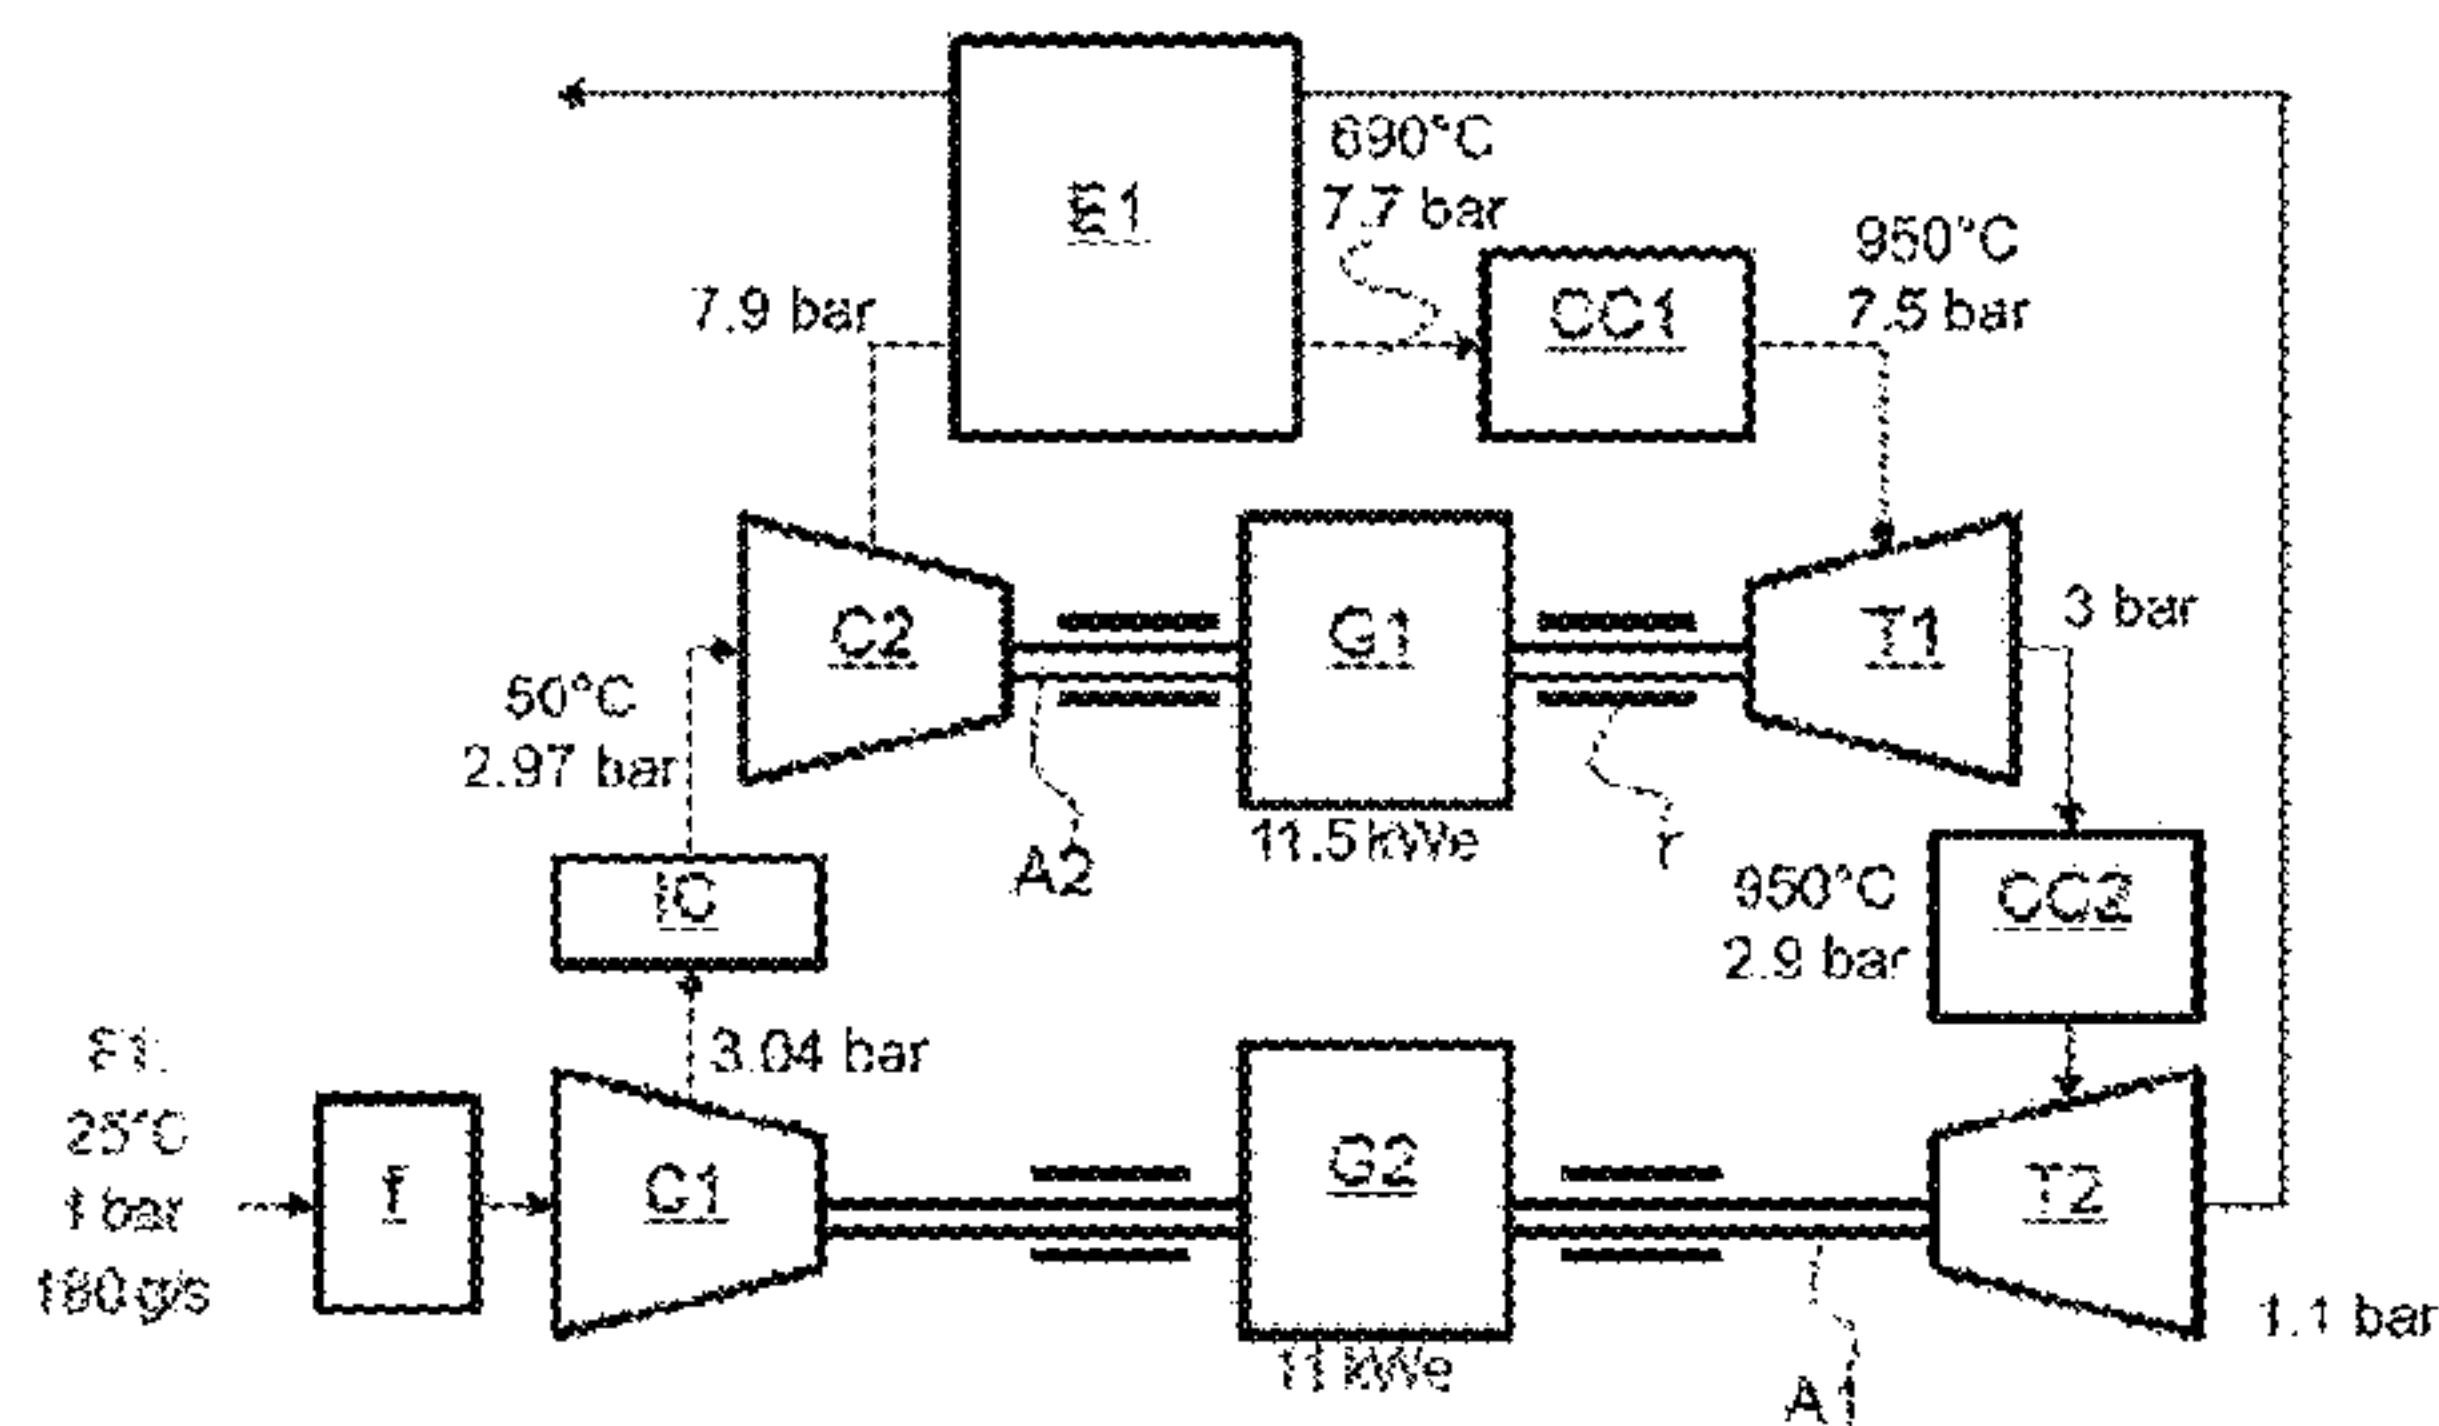 E1
690°C
7.7 bar
950°C
7.5 bar
7.9 bar
CC1
C2
G1
T1
3 bar
50°C
2.97 bar
11.5 kWe
A2
r
IC
950°C
2.9 bar
CC2
3.04 bar
25°C
1 bar
180 g/s
f
C1
G2
T2
11 kWe
A1
1.1 bar